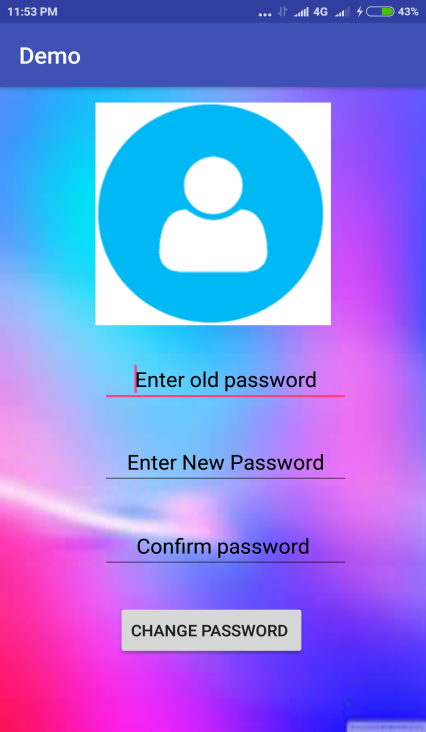 11:53 PM ... 4G 43%
Demo
Enter old password
Enter New Password
Confirm password
CHANGE PASSWORD